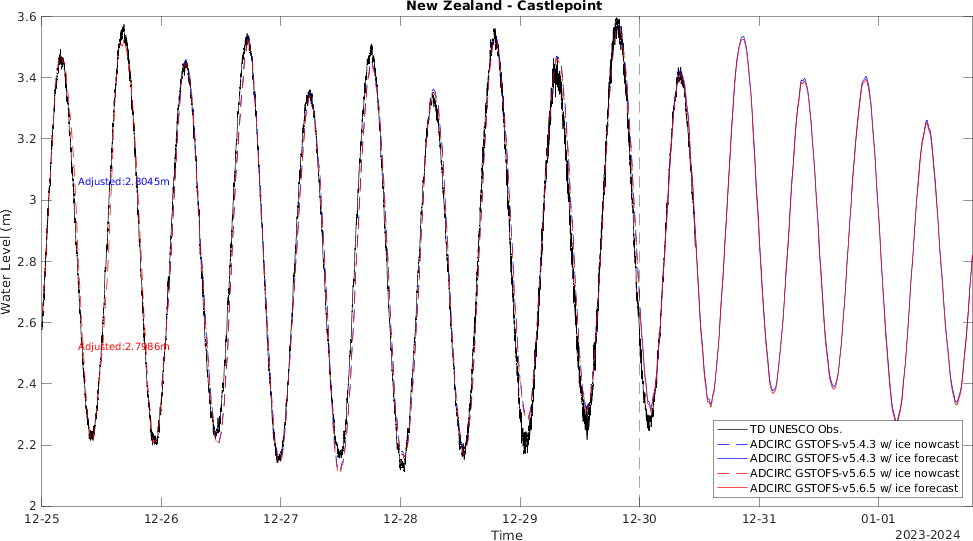 New Zealand - Castlepoint
3.6
3.4
3.2
3
2.8
2.6
2.4
2.2
2
Water Level (m)
Adjusted:2.8045m
Adjusted:2.7986m
TD UNESCO Obs.
ADCIRC GSTOFS-v5.4.3 w/ ice nowcast
ADCIRC GSTOFS-v5.4.3 w/ ice forecast
ADCIRC GSTOFS-v5.6.5 w/ ice nowcast
ADCIRC GSTOFS-v5.6.5 w/ ice forecast
12-25 12-26 12-27 12-28 12-29 12-30 12-31 01-01
Time
2023-2024